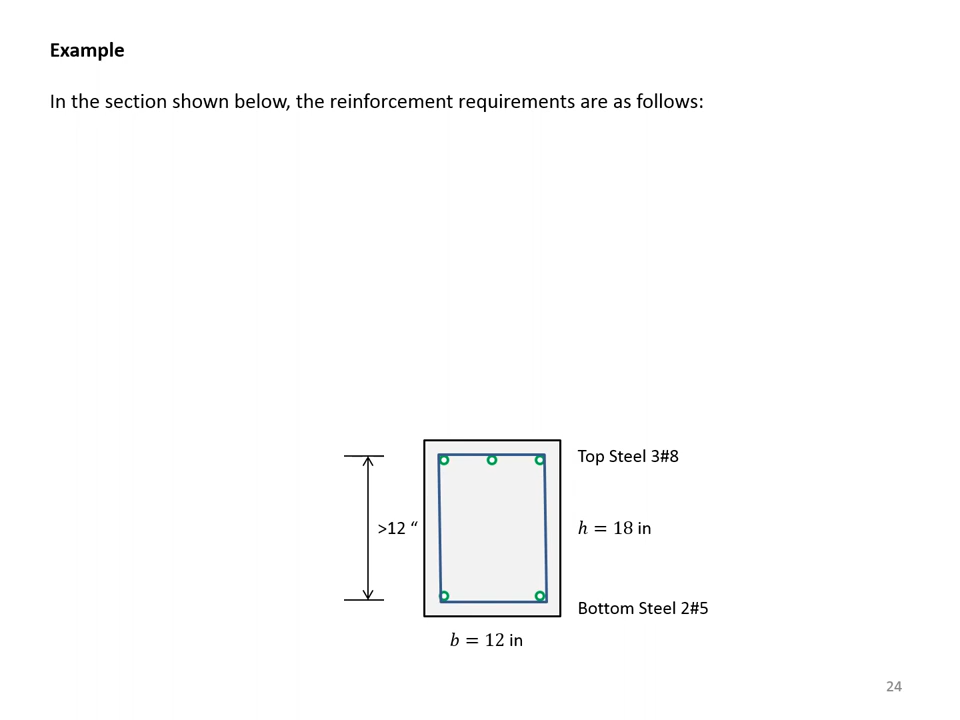 Example
In the section shown below, the reinforcement requirements are as follows:
Top Steel 3#8
>12 “
h = 18 in
Bottom Steel 2#5
b = 12 in
24